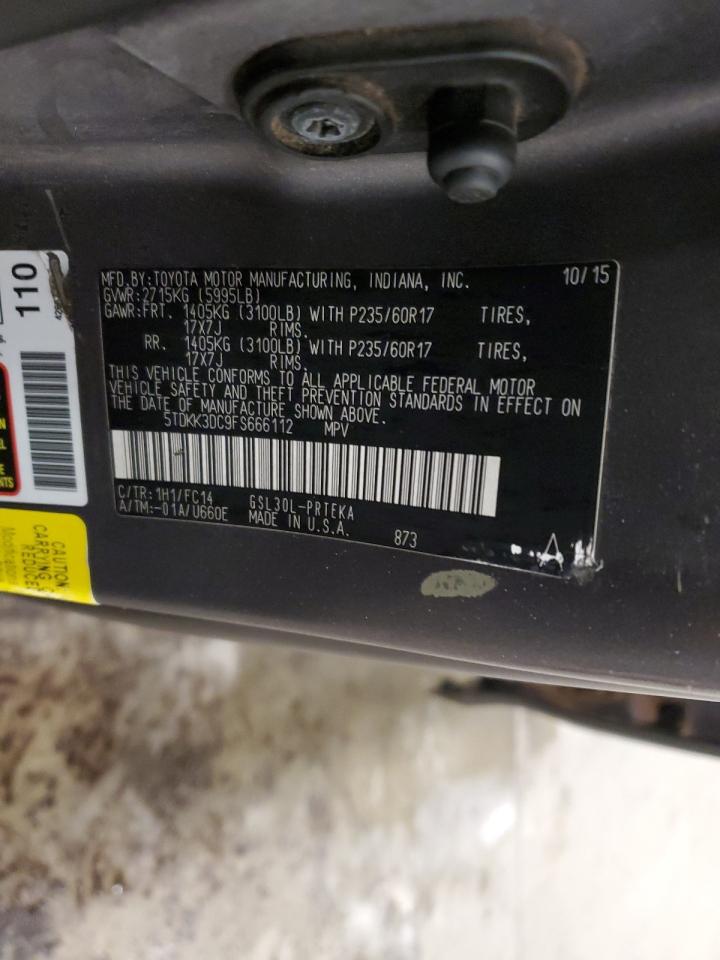 MFD.BY:TOYOTA MOTOR MANUFACTURING, INDIANA, INC. 10/15
GVWR:2715KG (5995LB)
GAWR:FRT. 1405KG (3100LB) WITH P235/60R17 TIRES,
17X7J RIMS.
RR. 1405KG (3100LB) WITH P235/60R17 TIRES,
17X7J RIMS.
THIS VEHICLE CONFORMS TO ALL APPLICABLE FEDERAL MOTOR
VEHICLE SAFETY AND THEFT PREVENTION STANDARDS IN EFFECT ON
THE DATE OF MANUFACTURE SHOWN ABOVE.
5TDKK3DC9FS666112 MPV
C/TR:1H1/FC14 GSL30L-PRTEKA
A/TM:-01A/U660E MADE IN U.S.A. 873
A
110
CAUTION
CARRYING
REDUCE